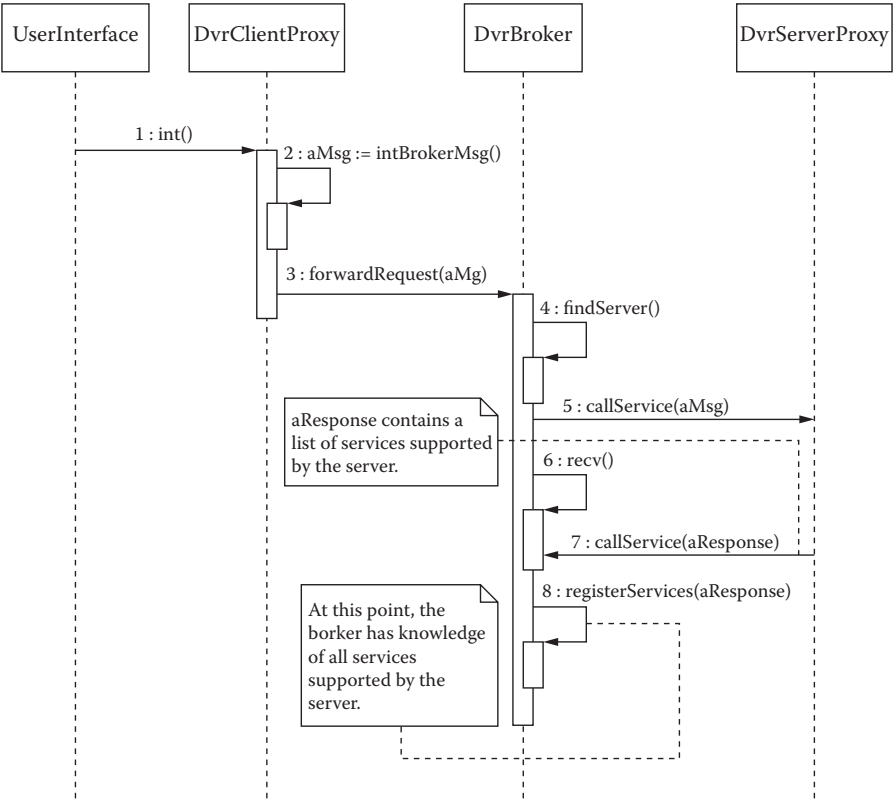 UserInterface
DvrClientProxy
DvrBroker
DvrServerProxy
1 : int()
2 : aMsg := intBrokerMsg()
3 : forwardRequest(aMg)
4 : findServer()
5 : callService(aMsg)
aResponse contains a
list of services supported
by the server.
6 : recv()
7 : callService(aResponse)
8 : registerServices(aResponse)
At this point, the
borker has knowledge
of all services
supported by the
server.